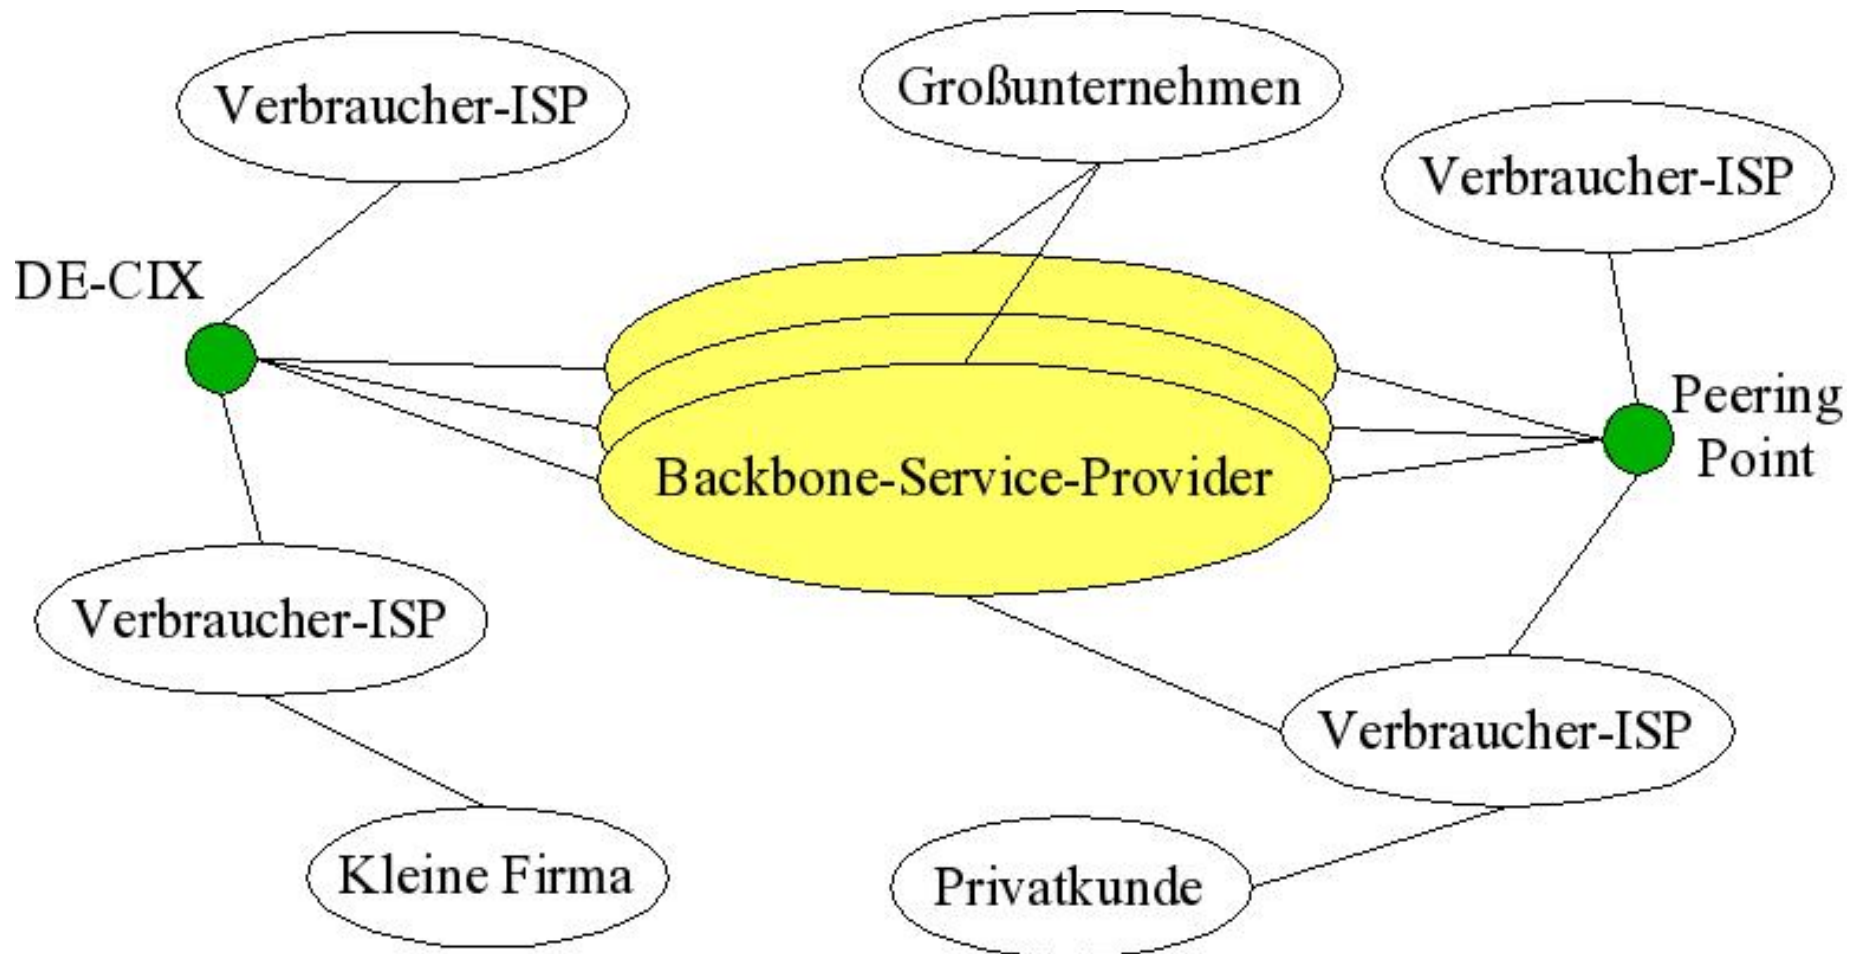 Verbraucher-ISP
Großunternehmen
Verbraucher-ISP
DE-CIX
Peering
Point
Backbone-Service-Provider
Verbraucher-ISP
Verbraucher-ISP
Kleine Firma
Privatkunde